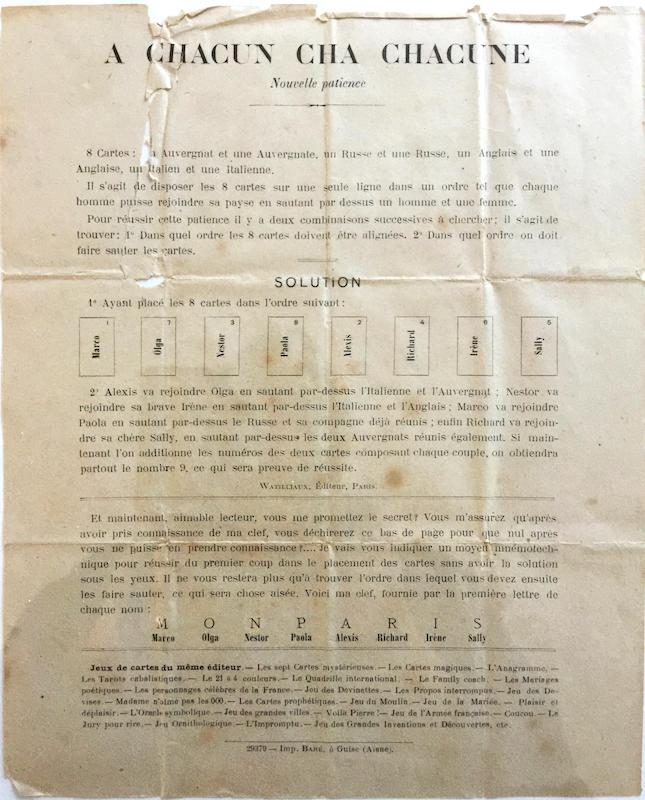 A CHACUN CHA CHACUNE
Nouvelle patience
8 Cartes : Auvergnat et une Auvergnate, un Russe et une Russe, un Anglais et une
Anglaise, un Italien et une Italienne.
Il s'agit de disposer les 8 cartes sur une seule ligne dans un ordre tel que chaque
homme puisse rejoindre sa payse en sautant par dessus un homme et une femme.
Pour réussir cette patience il y a deux combinaisons successives à chercher; il s'agit de
trouver: 1º Dans quel ordre les 8 cartes doivent être alignées. 2º Dans quel ordre on doit
faire sauter les cartes.
SOLUTION
1º Ayant placé les 8 cartes dans l'ordre suivant :
1 7 3 8 2 4 6 5
Marco Olga Nestor Paola Alexis Richard Irène Sally
2º Alexis va rejoindre Olga en sautant par-dessus l'Italienne et l'Auvergnat ; Nestor va
rejoindre sa brave Irène en sautant par-dessus l'Italienne et l'Anglais ; Marco va rejoindre
Paola en sautant par-dessus le Russe et sa compagne déjà réunis ; enfin Richard va rejoin-
dre sa chère Sally, en sautant par-dessus les deux Auvergnats réunis également. Si main-
tenant l'on additionne les numéros des deux cartes composant chaque couple, on obtiendra
partout le nombre 9, ce qui sera preuve de réussite.
WATILLIAUX, Éditeur, PARIS.
Et maintenant, aimable lecteur, vous me promettez le secret? Vous m'assurez qu'après
avoir pris connaissance de ma clef, vous déchirerez ce bas de page pour que nul après
vous ne puisse en prendre connaissance ?.... Je vais vous indiquer un moyen mnémotech-
nique pour réussir du premier coup dans le placement des cartes sans avoir la solution
sous les yeux. Il ne vous restera plus qu'à trouver l'ordre dans lequel vous devez ensuite
les faire sauter, ce qui sera chose aisée. Voici ma clef, fournie par la première lettre de
chaque nom :
M O N P A R I S
Marco Olga Nestor Paola Alexis Richard Irène Sally
Jeux de cartes du même éditeur. — Les sept Cartes mystérieuses. — Les Cartes magiques. — L'Anagramme. —
Les Tarots cabalistiques. — Le 21 à 4 couleurs. — Le Quadrille international. — Le Family coach. — Les Mariages
poétiques. — Les personnages célèbres de la France. — Jeu des Devinettes. — Les Propos interrompus. — Jeu des De-
vises. — Madame n'aime pas les OOO. — Les Cartes prophétiques. — Jeu du Moulin. — Jeu de la Mariée. — Plaisir et
déplaisir. — L'Oracle symbolique. — Jeu des grandes villes. — Voilà Pierre! — Jeu de l'Armée française. — Coucou. — Le
Jury pour rire. — Jeu Ornithologique. — L'Impromptu. — Jeu des Grandes Inventions et Découvertes, etc.
29379 — Imp. BARÉ, à Guise (Aisne).